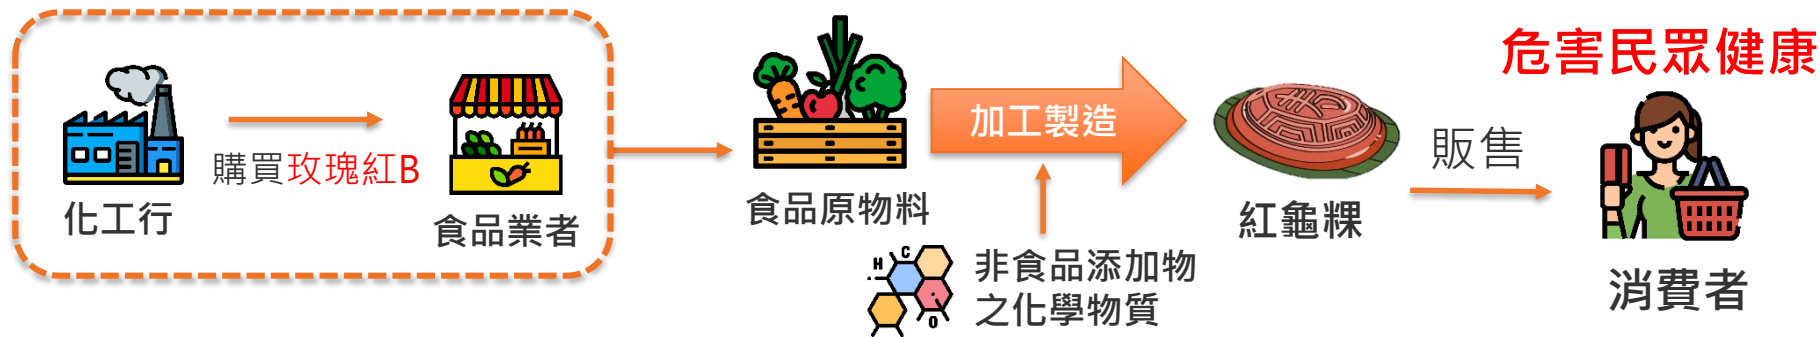 危害民眾健康
化工行
購買玫瑰紅B
食品業者
食品原物料
加工製造
H
C
O
非食品添加物
之化學物質
紅龜粿
販售
消費者